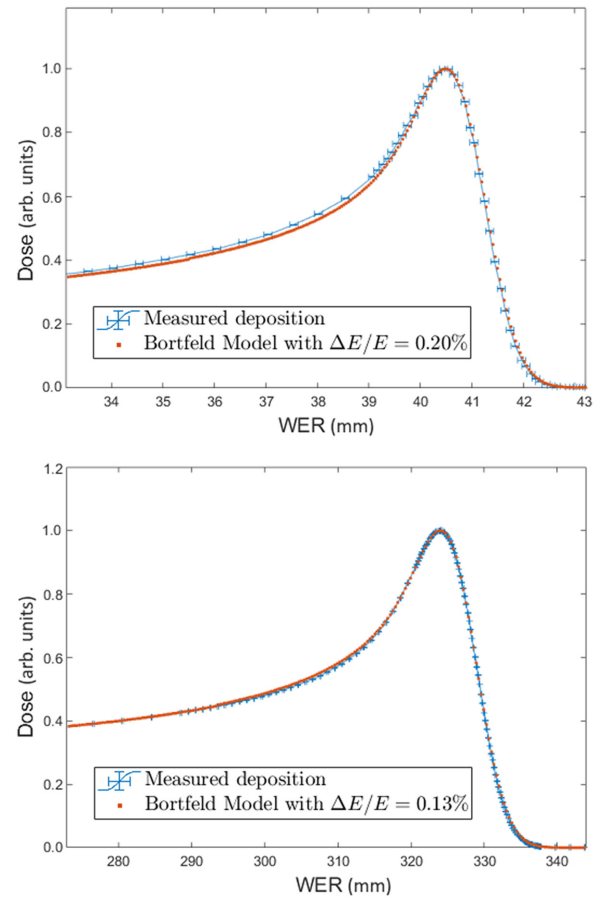 1.0
0.8
0.6
0.4
0.2
0.0
Dose (arb. units)
Measured deposition
Bortfeld Model with ΔE/E = 0.20%
34 35 36 37 38 39 40 41 42 43
WER (mm)
1.2
1.0
0.8
0.6
0.4
0.2
0.0
Dose (arb. units)
Measured deposition
Bortfeld Model with ΔE/E = 0.13%
280 290 300 310 320 330 340
WER (mm)